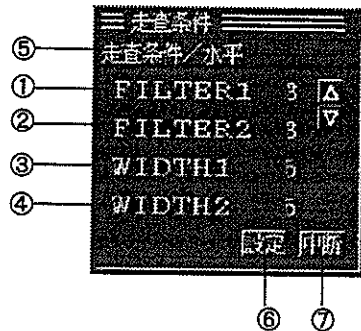 走査条件
⑤ 走査条件/水平
① FILTER1 3 △
② FILTER2 3 ▽
③ WIDTH1 5
④ WIDTH2 5
設定 中断
⑥ ⑦